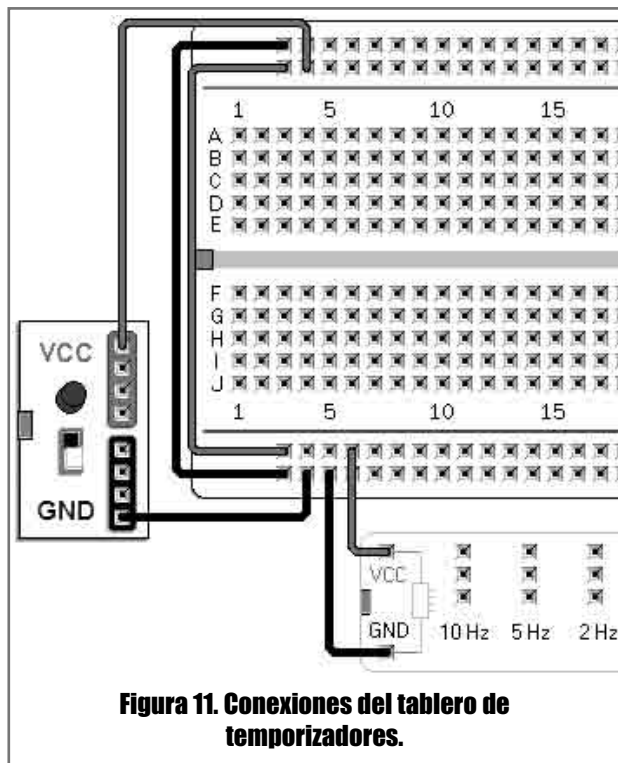 1 5 10 15
A
B
C
D
E
F
G
H
I
J
1 5 10 15
VCC
GND
VCC
GND 10 Hz 5 Hz 2 Hz
Figura 11. Conexiones del tablero de
temporizadores.